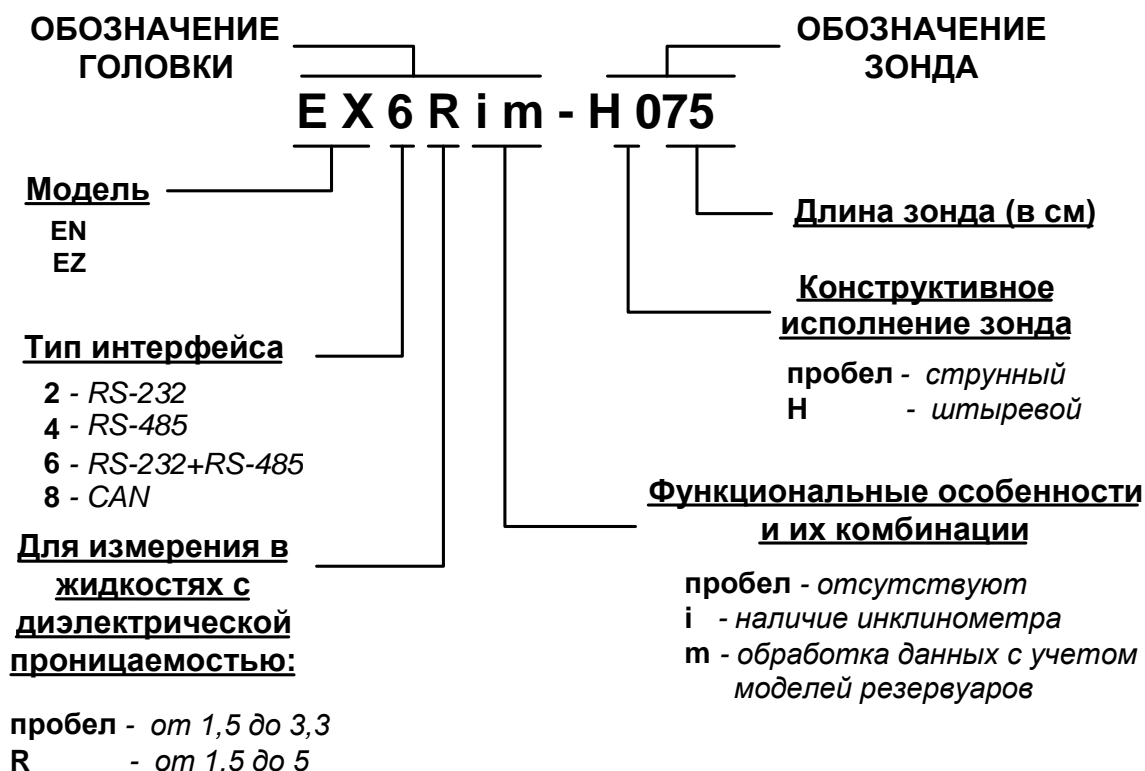 ОБОЗНАЧЕНИЕ
ГОЛОВКИ
ОБОЗНАЧЕНИЕ
ЗОНДА
E X 6 R i m - H 075
Модель
EN
EZ
Тип интерфейса
2 - RS-232
4 - RS-485
6 - RS-232+RS-485
8 - CAN
Для измерения в
жидкостях с
диэлектрической
проницаемостью:
пробел - от 1,5 до 3,3
R - от 1,5 до 5
Длина зонда (в см)
Конструктивное
исполнение зонда
пробел - струнный
H - штыревой
Функциональные особенности
и их комбинации
пробел - отсутствуют
i - наличие инклинометра
m - обработка данных с учетом
моделей резервуаров